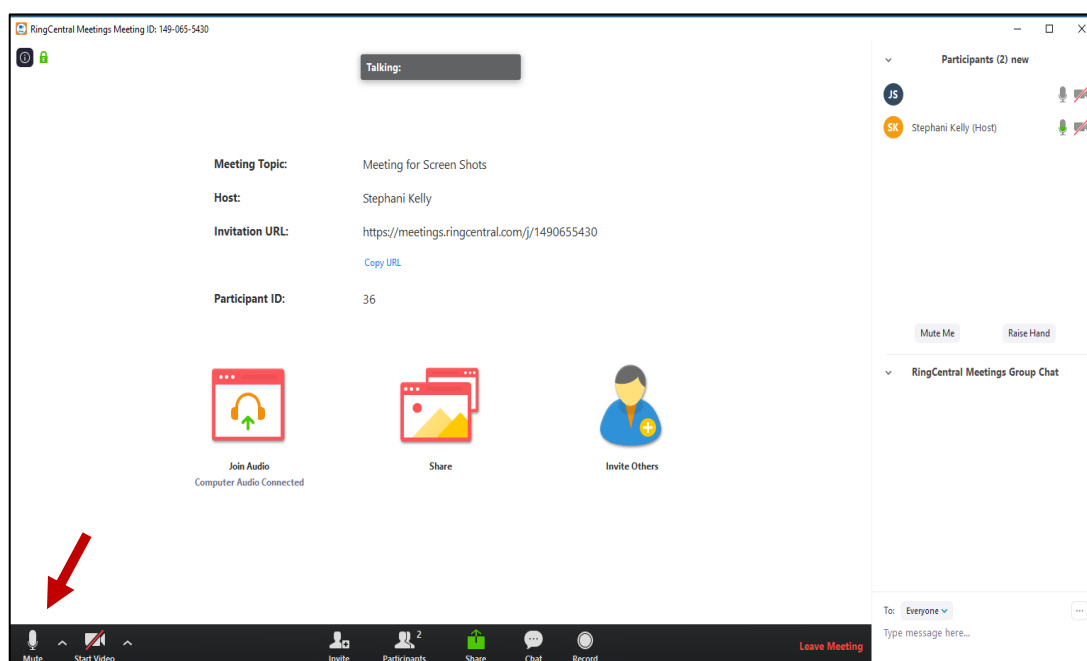 RingCentral Meetings Meeting ID: 149-065-5430
Talking:
Meeting Topic: Meeting for Screen Shots
Host: Stephani Kelly
Invitation URL: https://meetings.ringcentral.com/j/1490655430
Copy URL
Participant ID: 36
Join Audio
Computer Audio Connected
Share
Invite Others
Mute
Start Video
Invite
Participants 2
Share
Chat
Record
Leave Meeting
Participants (2) new
JS
SK Stephani Kelly (Host)
Mute Me
Raise Hand
RingCentral Meetings Group Chat
To: Everyone
Type message here...